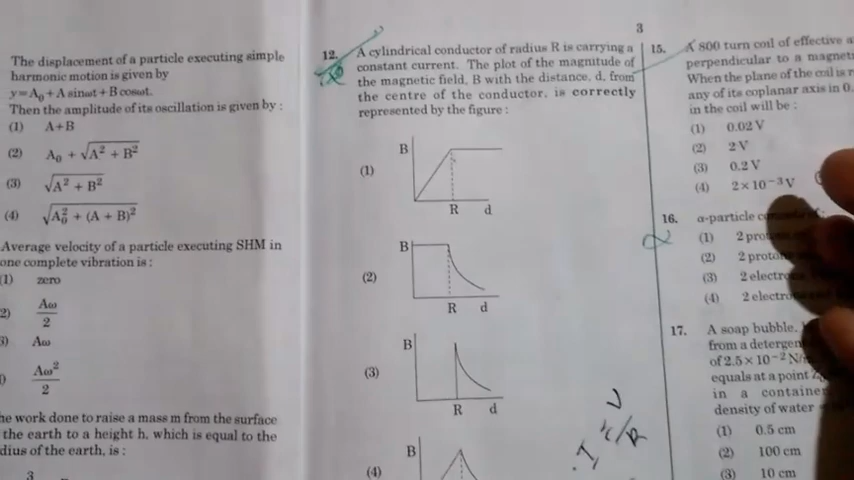 3
The displacement of a particle executing simple
harmonic motion is given by
y = A₀ + A sinωt + B cosωt.
Then the amplitude of its oscillation is given by :
(1) A + B
(2) A₀ + √(A² + B²)
(3) √(A² + B²)
(4) √(A₀² + (A + B)²)
Average velocity of a particle executing SHM in
one complete vibration is :
(1) zero
2) Aω/2
3) Aω
) Aω²/2
he work done to raise a mass m from the surface
the earth to a height h, which is equal to the
dius of the earth, is :
3
12. A cylindrical conductor of radius R is carrying a
constant current. The plot of the magnitude of
the magnetic field, B with the distance, d, from
the centre of the conductor, is correctly
represented by the figure :
(1) B R d
(2) B R d
(3) B R d
(4) B
I = V/R
15. A 800 turn coil of effective a
perpendicular to a magnet
When the plane of the coil is r
any of its coplanar axis in 0.
in the coil will be :
(1) 0.02 V
(2) 2 V
(3) 0.2 V
(4) 2 × 10⁻³ V
16. α-particle
(1) 2
(2) 2 proton
(3) 2 electro
(4) 2 electro
17. A soap bubble,
from a detergen
of 2.5 × 10⁻² N/
equals at a point
in a container
density of water
(1) 0.5 cm
(2) 100 cm
(3) 10 cm